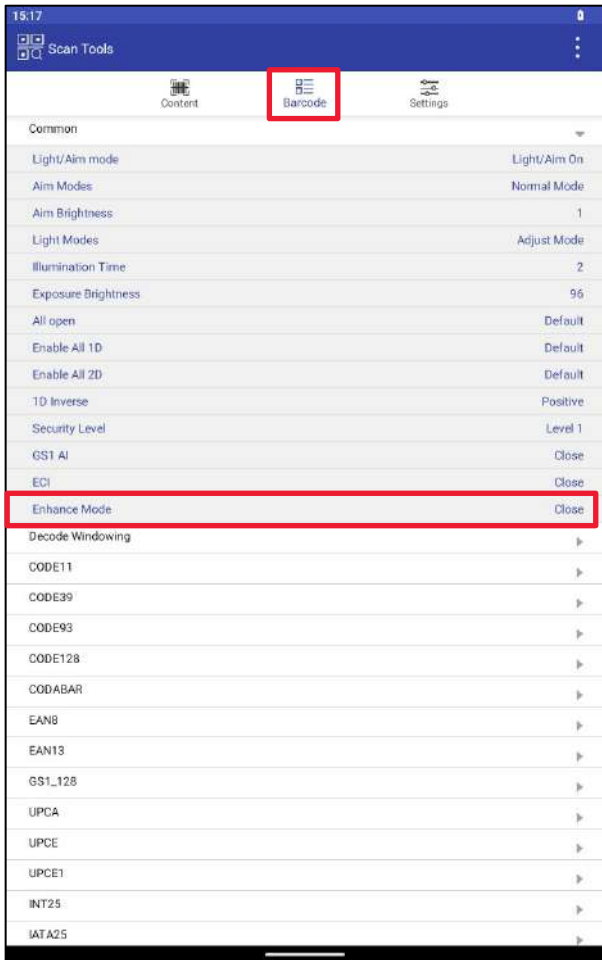 15:17
Scan Tools
Content Barcode Settings
Common
Light/Aim mode Light/Aim On
Aim Modes Normal Mode
Aim Brightness 1
Light Modes Adjust Mode
Illumination Time 2
Exposure Brightness 96
All open Default
Enable All 1D Default
Enable All 2D Default
1D Inverse Positive
Security Level Level 1
GS1 AI Close
ECI Close
Enhance Mode Close
Decode Windowing
CODE11
CODE39
CODE93
CODE128
CODABAR
EAN8
EAN13
GS1_128
UPCA
UPCE
UPCE1
INT25
IATA25